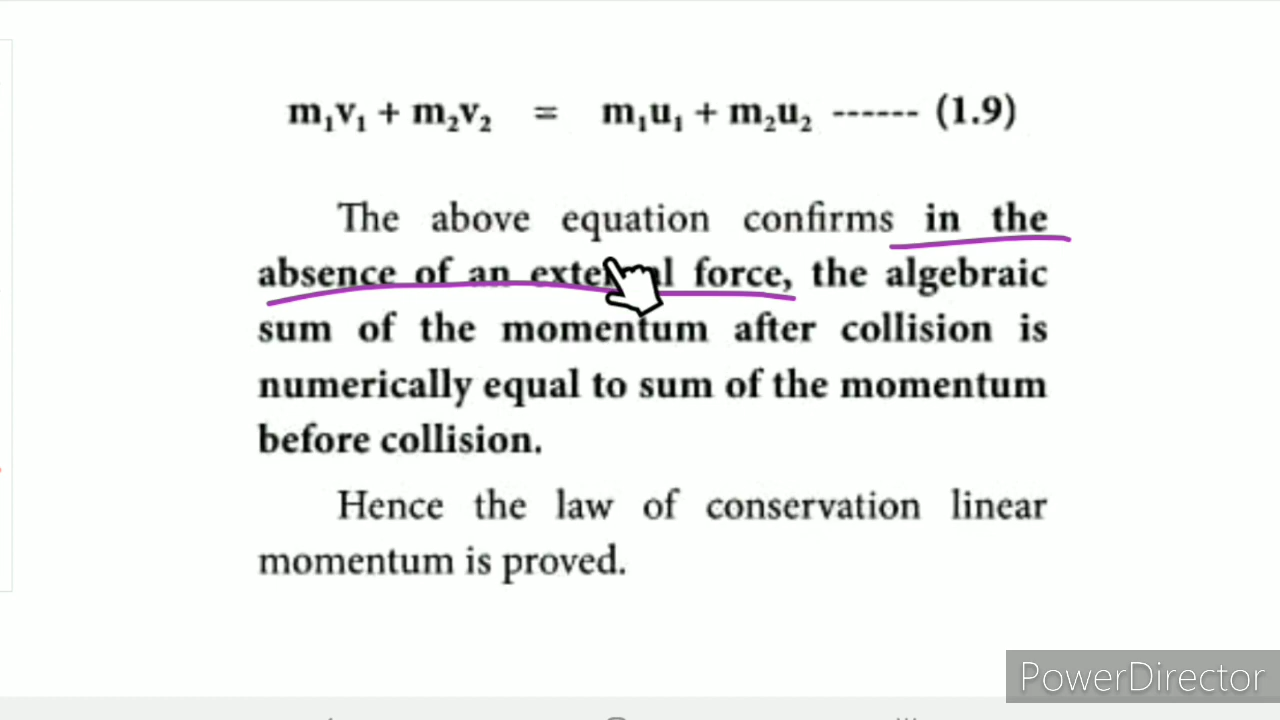 m₁v₁ + m₂v₂ = m₁u₁ + m₂u₂ ------ (1.9)
The above equation confirms in the
absence of an external force, the algebraic
sum of the momentum after collision is
numerically equal to sum of the momentum
before collision.
Hence the law of conservation linear
momentum is proved.
PowerDirector